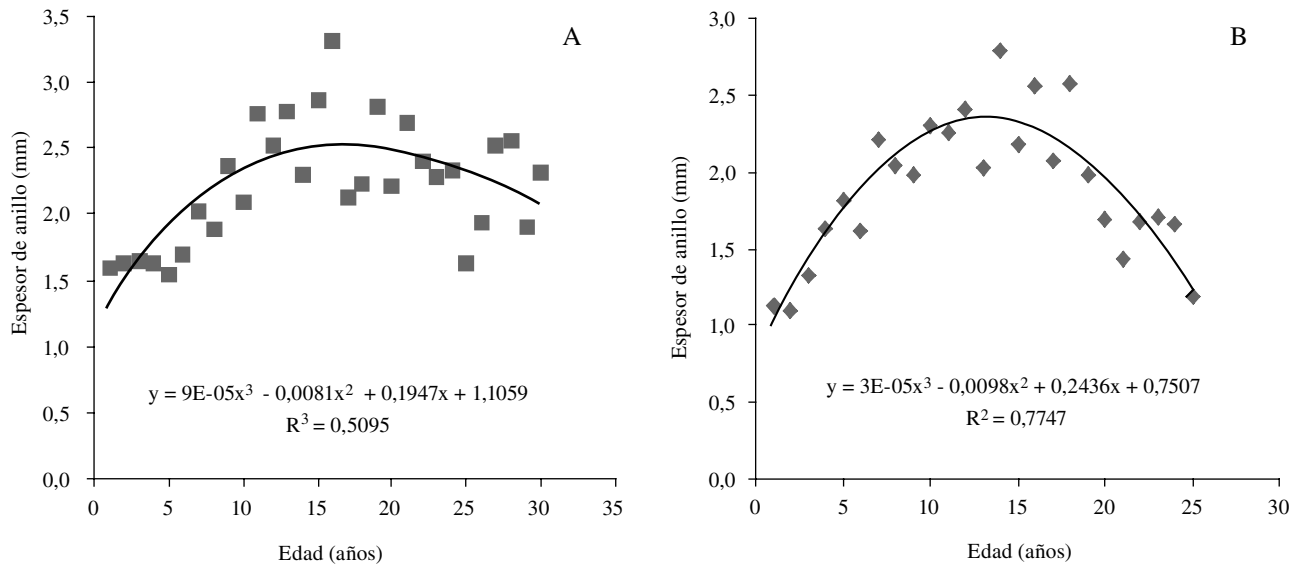 A
3,5
3,0
2,5
2,0
1,5
1,0
0,5
0,0
Espesor de anillo (mm)
y = 9E-05x³ - 0,0081x² + 0,1947x + 1,1059
R³ = 0,5095
0 5 10 15 20 25 30 35
Edad (años)
B
3,0
2,5
2,0
1,5
1,0
0,5
0,0
Espesor de anillo (mm)
y = 3E-05x³ - 0,0098x² + 0,2436x + 0,7507
R² = 0,7747
0 5 10 15 20 25 30
Edad (años)